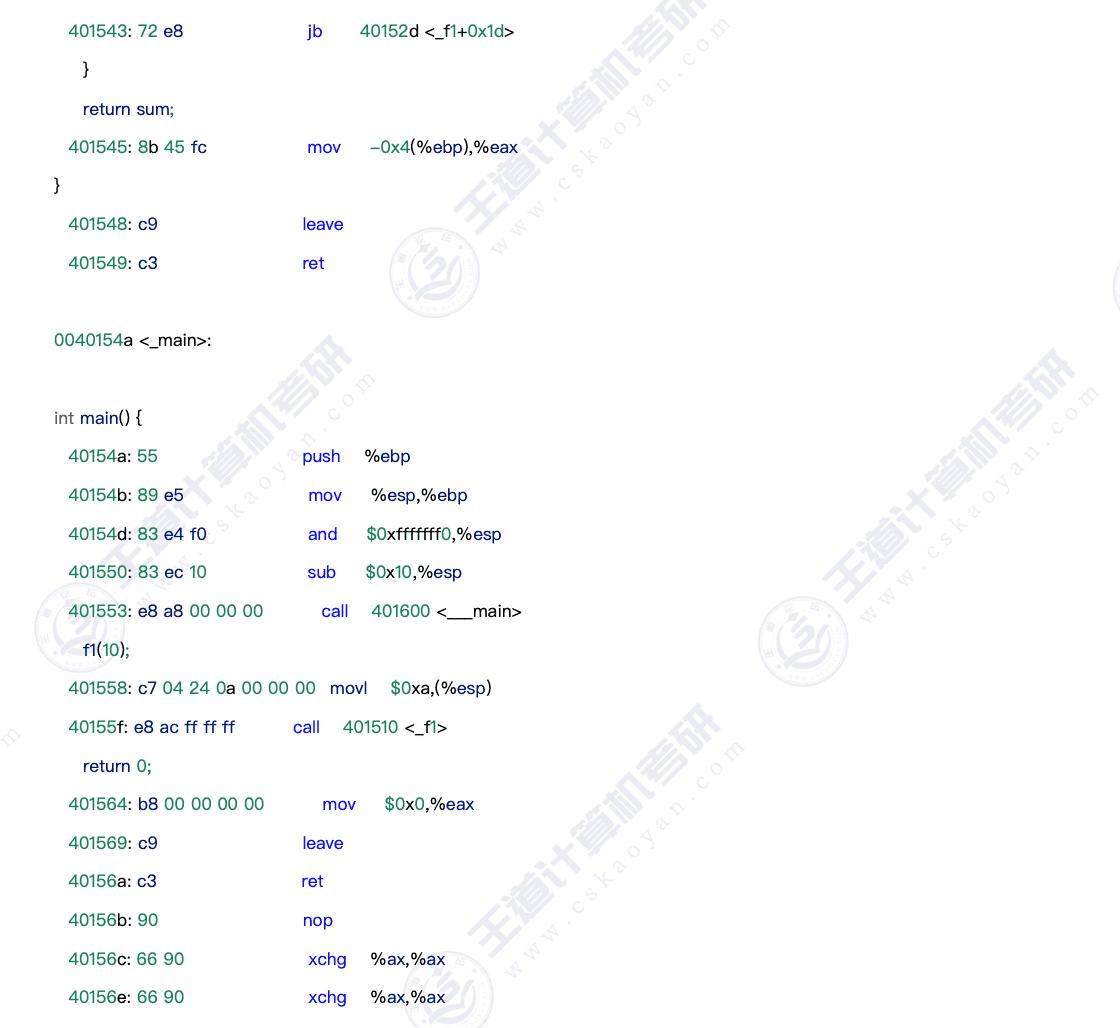 401543: 72 e8 jb 40152d <_f1+0x1d>
}
return sum;
401545: 8b 45 fc mov -0x4(%ebp),%eax
}
401548: c9 leave
401549: c3 ret
0040154a <_main>:
int main() {
40154a: 55 push %ebp
40154b: 89 e5 mov %esp,%ebp
40154d: 83 e4 f0 and $0xfffffff0,%esp
401550: 83 ec 10 sub $0x10,%esp
401553: e8 a8 00 00 00 call 401600 <___main>
f1(10);
401558: c7 04 24 0a 00 00 00 movl $0xa,(%esp)
40155f: e8 ac ff ff ff call 401510 <_f1>
return 0;
401564: b8 00 00 00 00 mov $0x0,%eax
401569: c9 leave
40156a: c3 ret
40156b: 90 nop
40156c: 66 90 xchg %ax,%ax
40156e: 66 90 xchg %ax,%ax
王道计算机考研
www.cskaoyan.com
王道计算机考研
www.cskaoyan.com
王道计算机考研
www.cskaoyan.com
王道计算机考研
www.cskaoyan.com